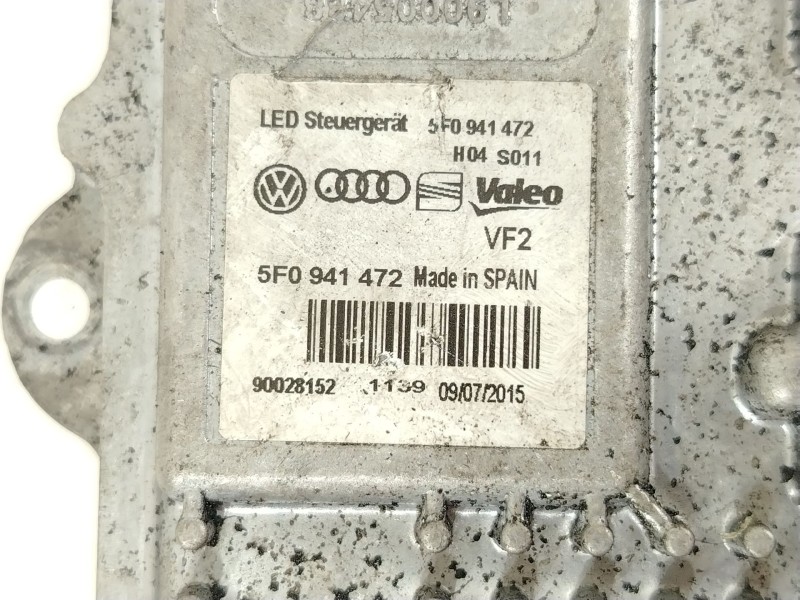 LED Steuergerät 5F0 941 472
H04 S011
Valeo
VF2
5F0 941 472 Made in SPAIN
90028152 1139 09/07/2015